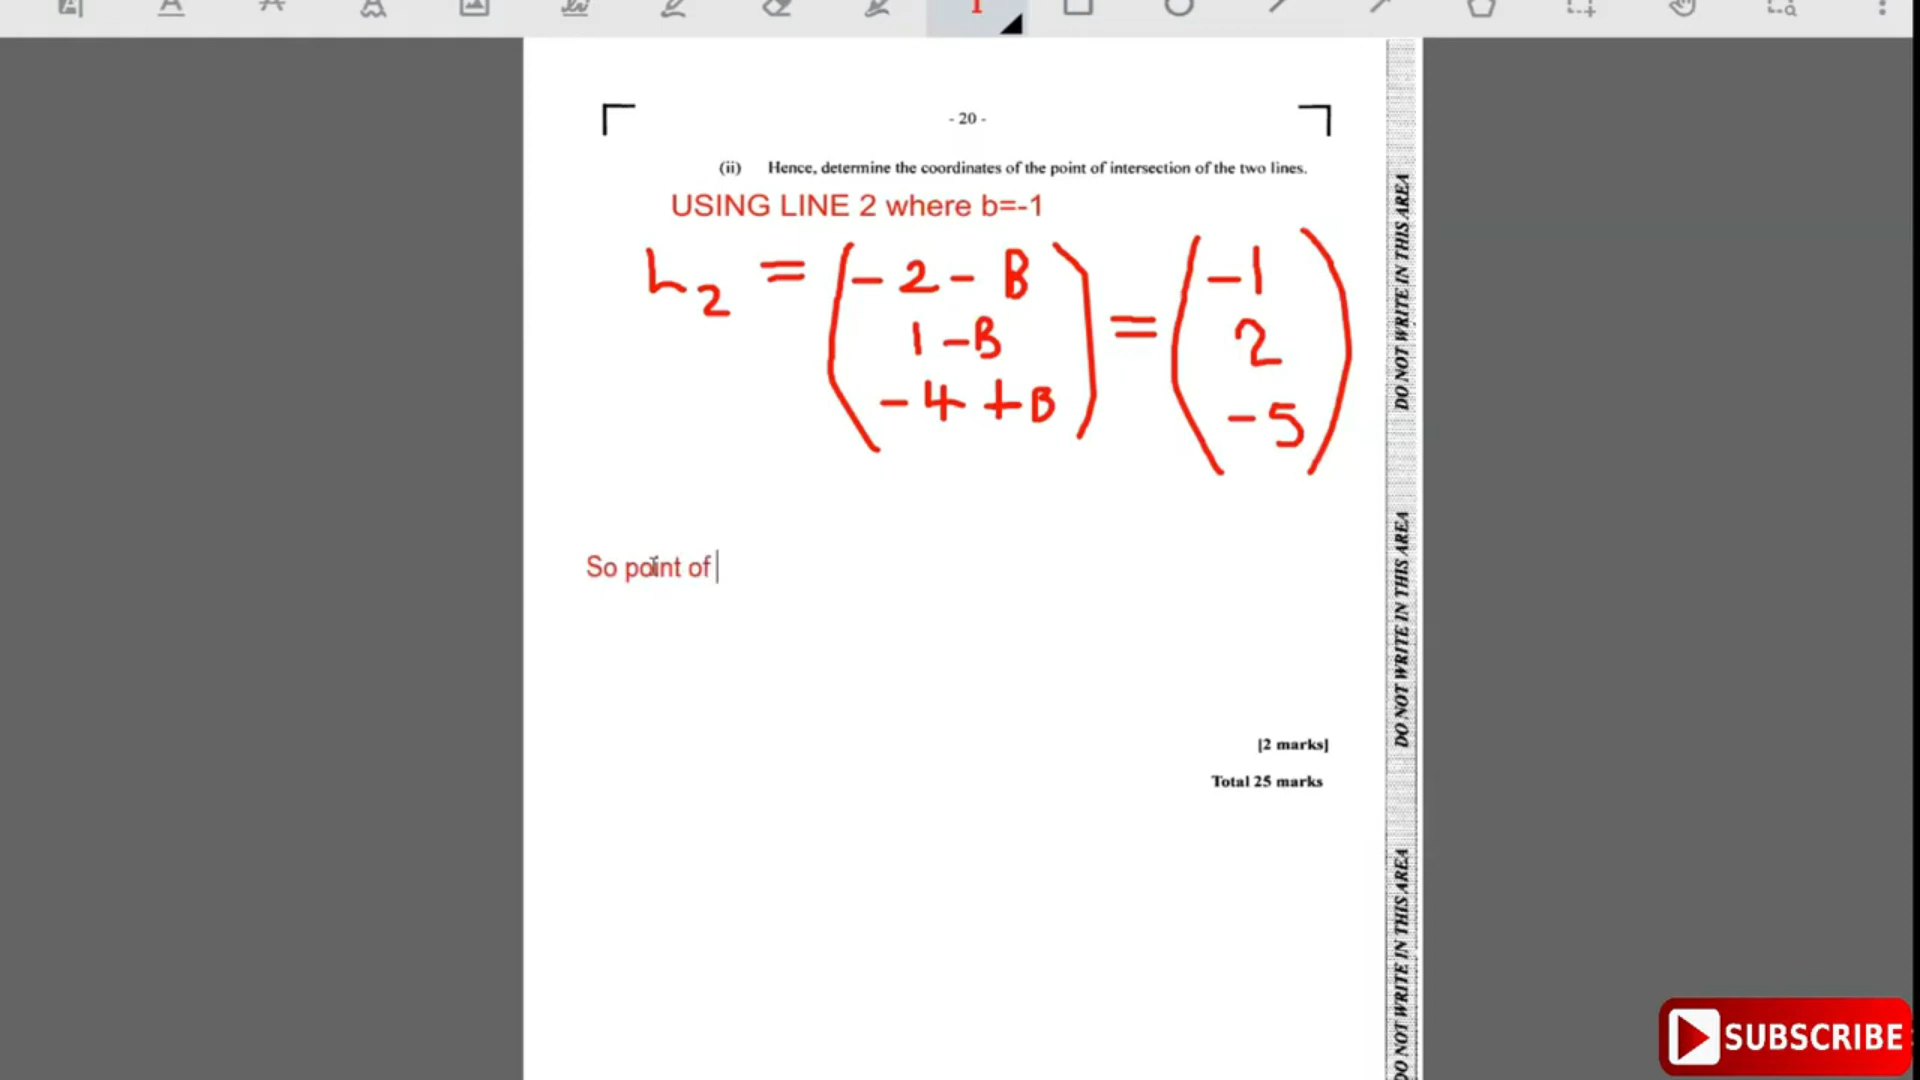 - 20 -
(ii) Hence, determine the coordinates of the point of intersection of the two lines.
USING LINE 2 where b=-1
L2 = (-2 - B
1 - B
-4 + B) = (-1
2
-5)
So point of
[2 marks]
Total 25 marks
DO NOT WRITE IN THIS AREA
DO NOT WRITE IN THIS AREA
DO NOT WRITE IN THIS AREA
SUBSCRIBE